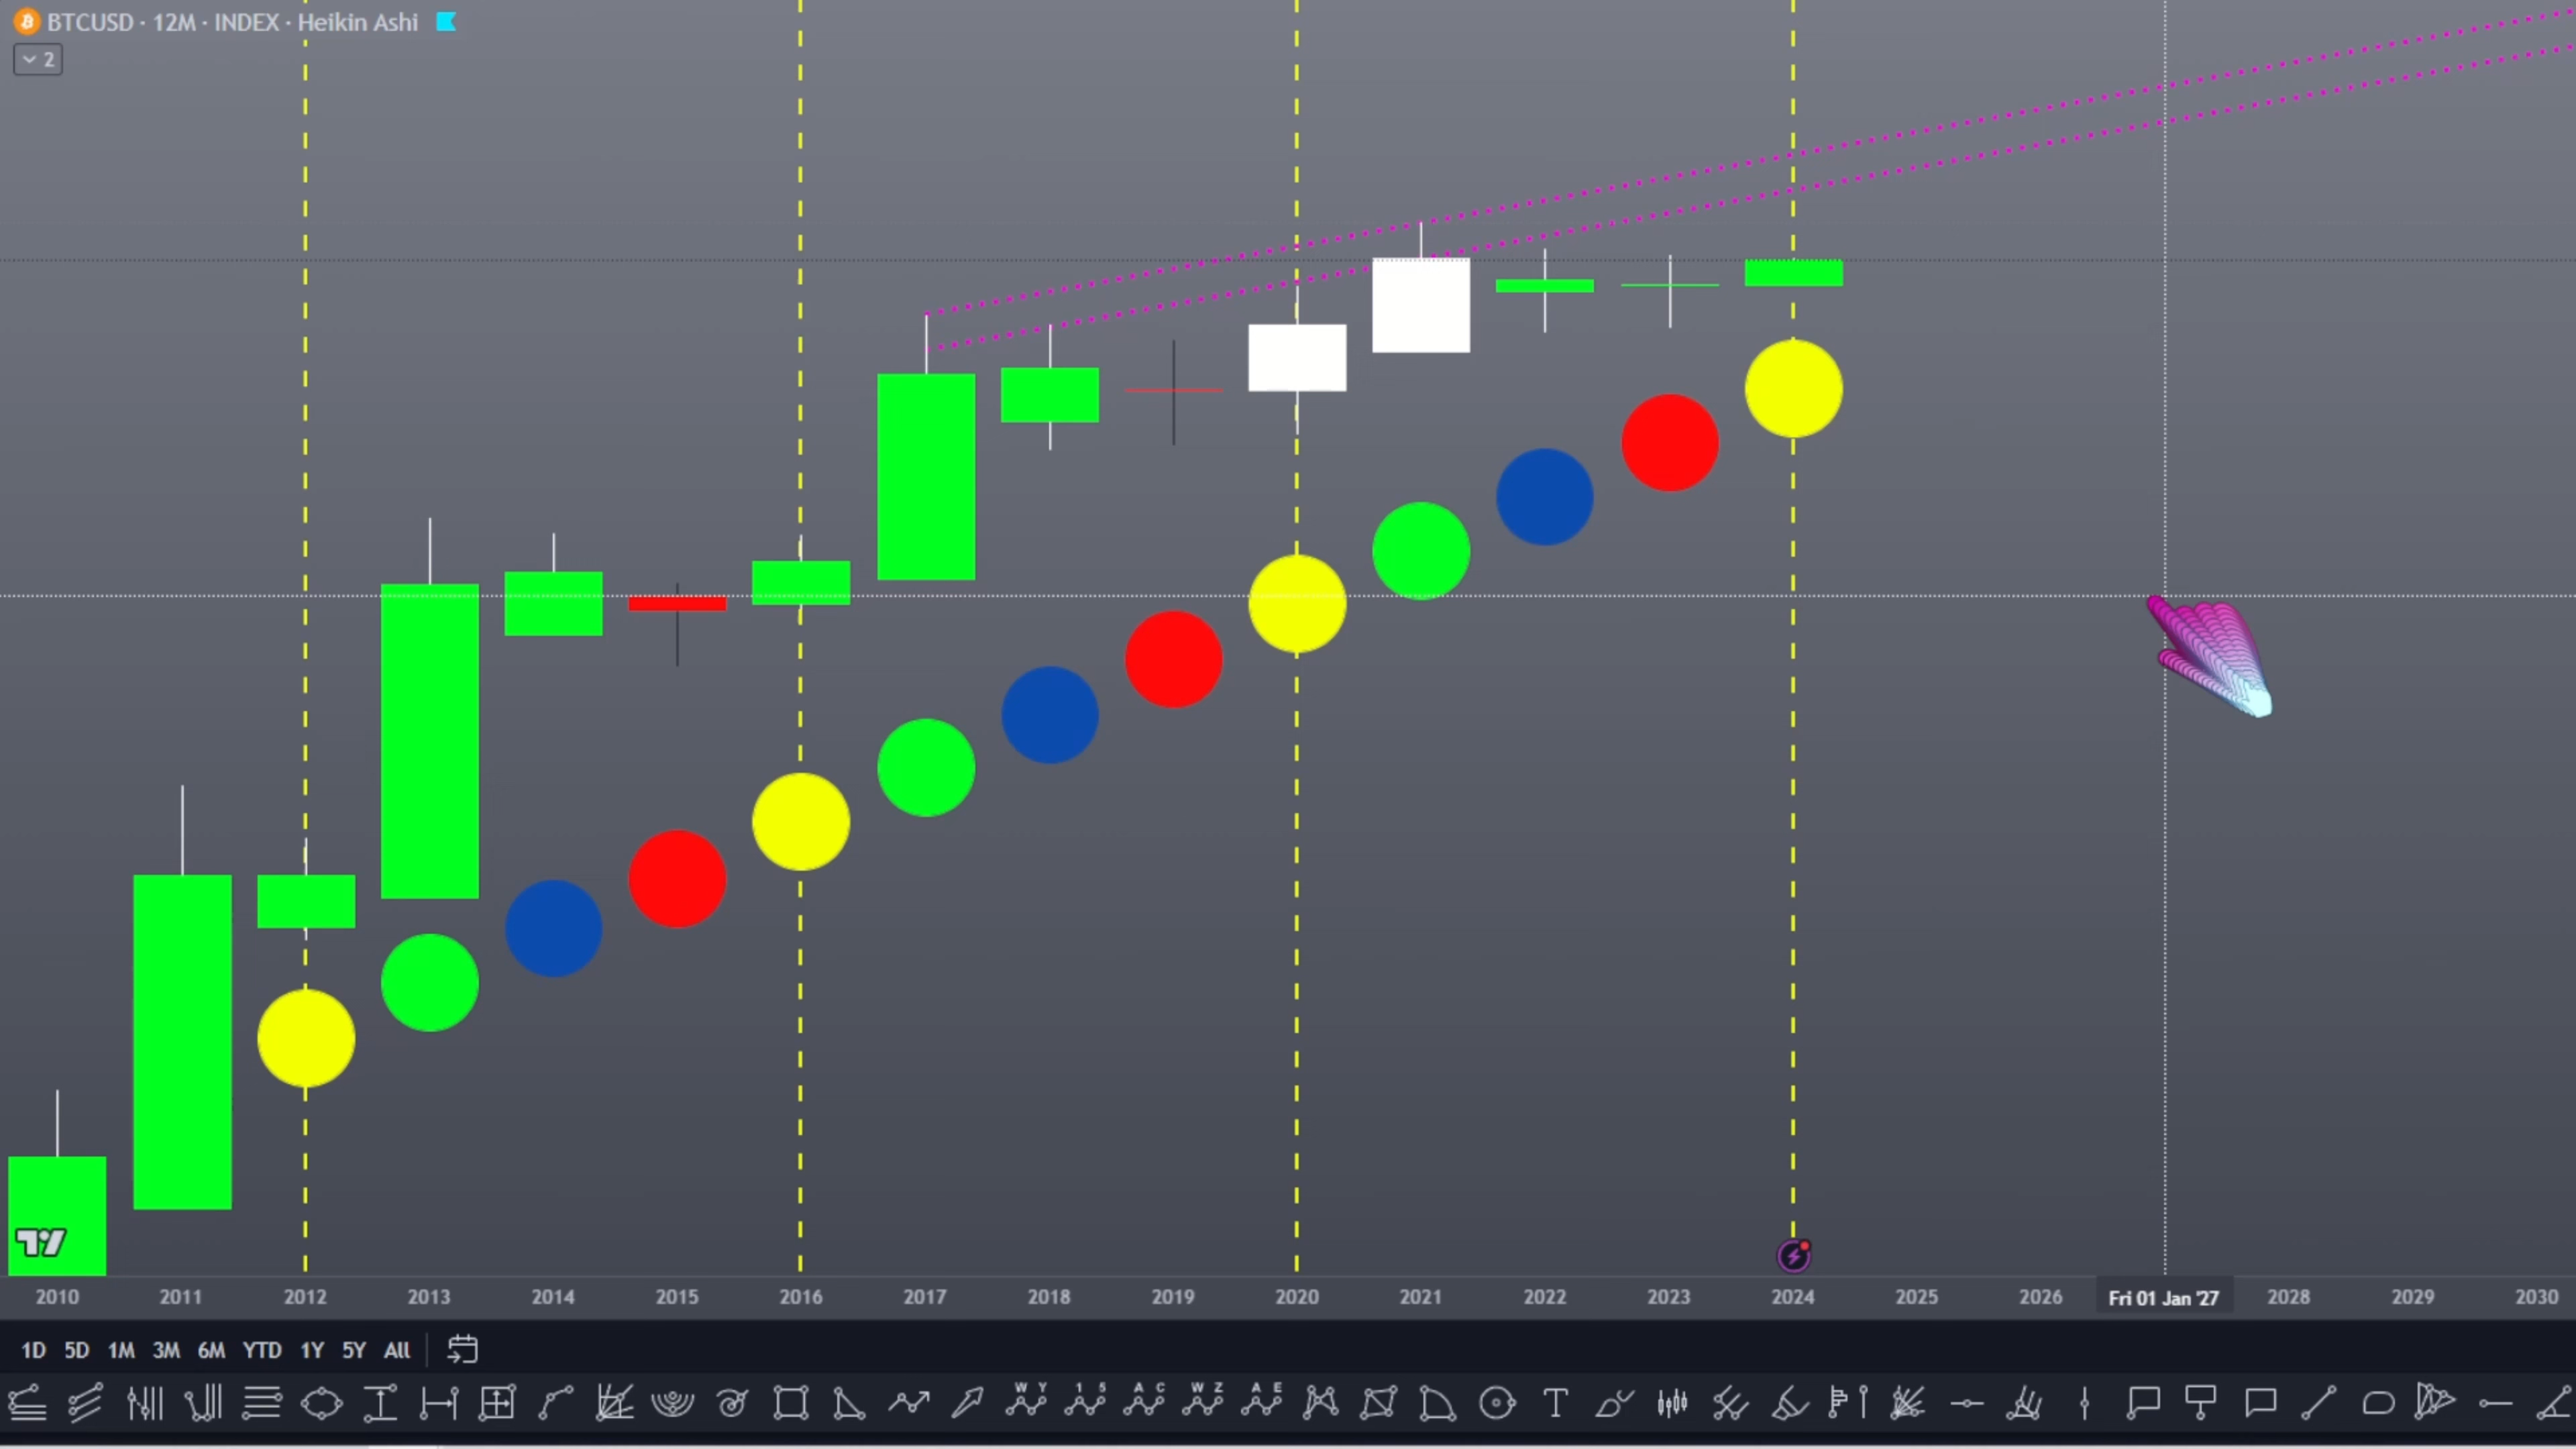 BTCUSD · 12M · INDEX · Heikin Ashi
2
2010 2011 2012 2013 2014 2015 2016 2017 2018 2019 2020 2021 2022 2023 2024 2025 2026 Fri 01 Jan '27 2028 2029 2030
1D 5D 1M 3M 6M YTD 1Y 5Y All
W Y 1 5 A C W Z A E T